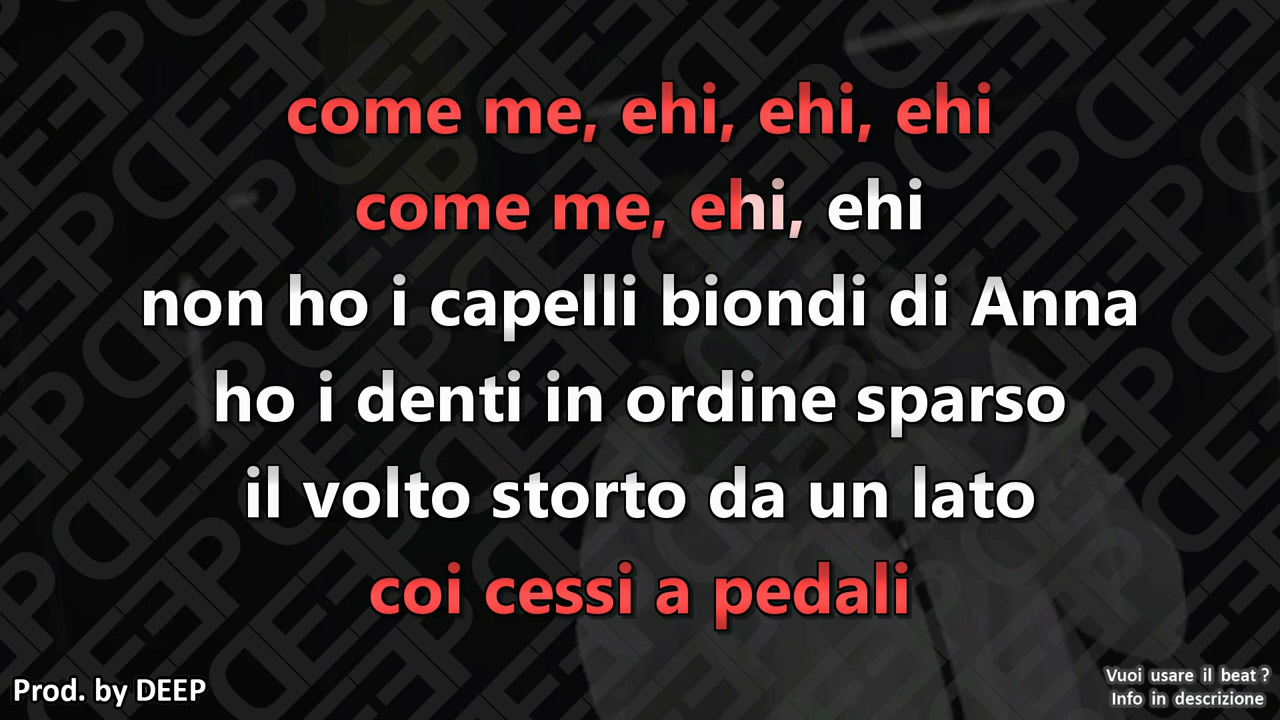 come me, ehi, ehi, ehi
come me, ehi, ehi
non ho i capelli biondi di Anna
ho i denti in ordine sparso
il volto storto da un lato
coi cessi a pedali
Prod. by DEEP
Vuoi usare il beat ?
Info in descrizione